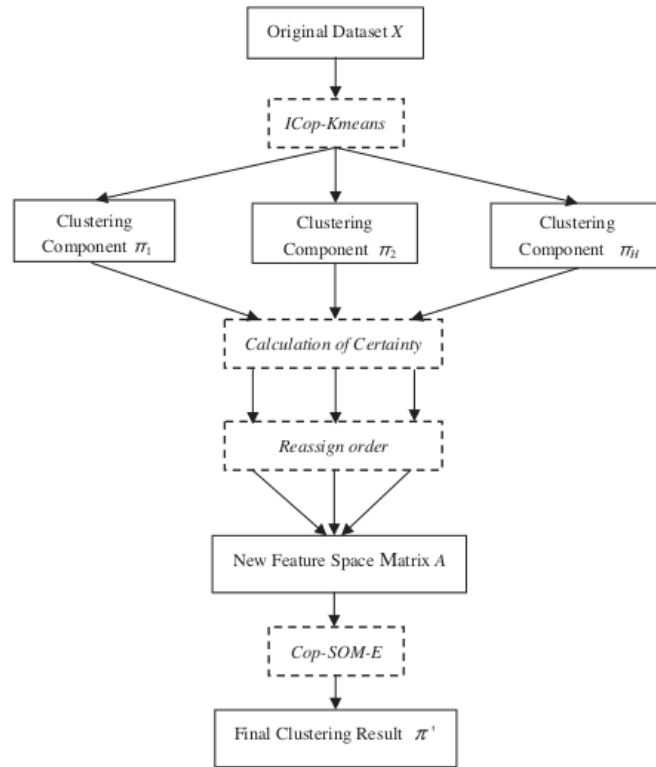 Original Dataset X
ICop-Kmeans
Clustering
Component π₁
Clustering
Component π₂
Clustering
Component π_H
Calculation of Certainty
Reassign order
New Feature Space Matrix A
Cop-SOM-E
Final Clustering Result π'